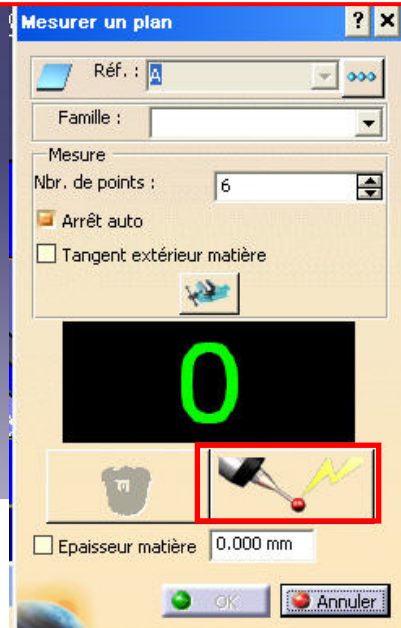 Mesurer un plan ? X
Réf. : A
Famille :
Mesure
Nbr. de points : 6
Arrêt auto
Tangent extérieur matière
0
Epaisseur matière 0.000 mm
OK Annuler